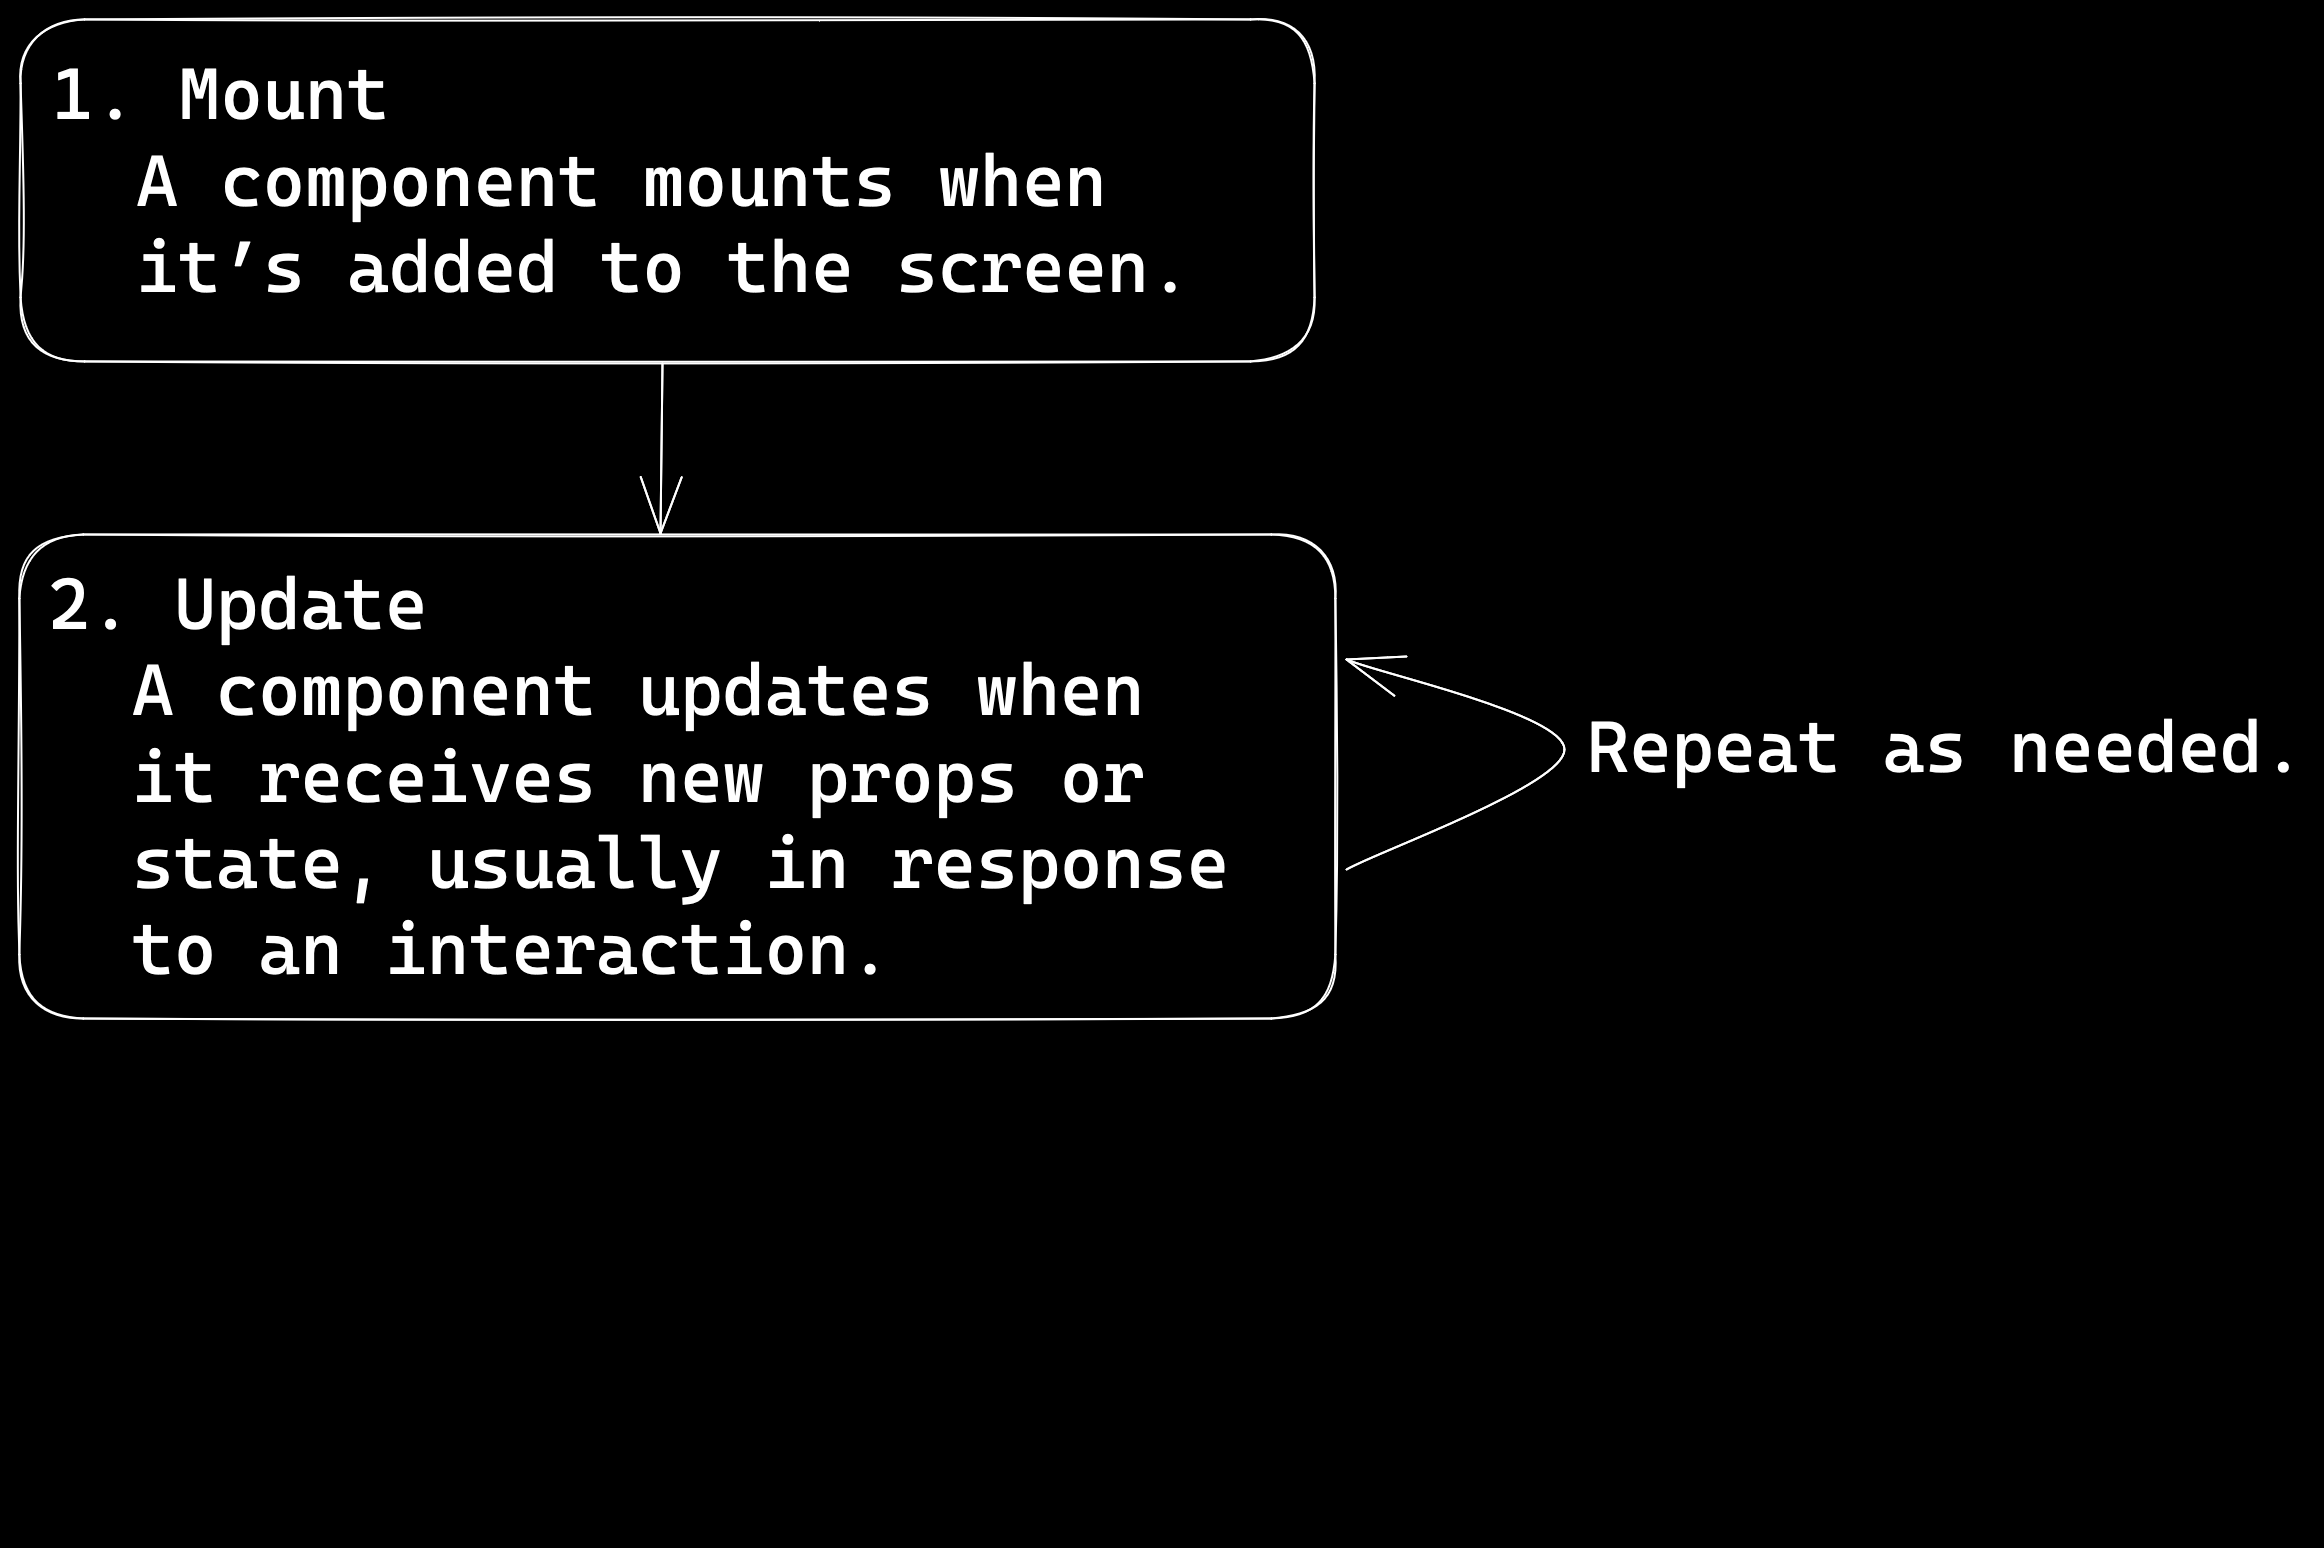 1. Mount
A component mounts when
it’s added to the screen.
2. Update
A component updates when
it receives new props or
state, usually in response
to an interaction.
Repeat as needed.